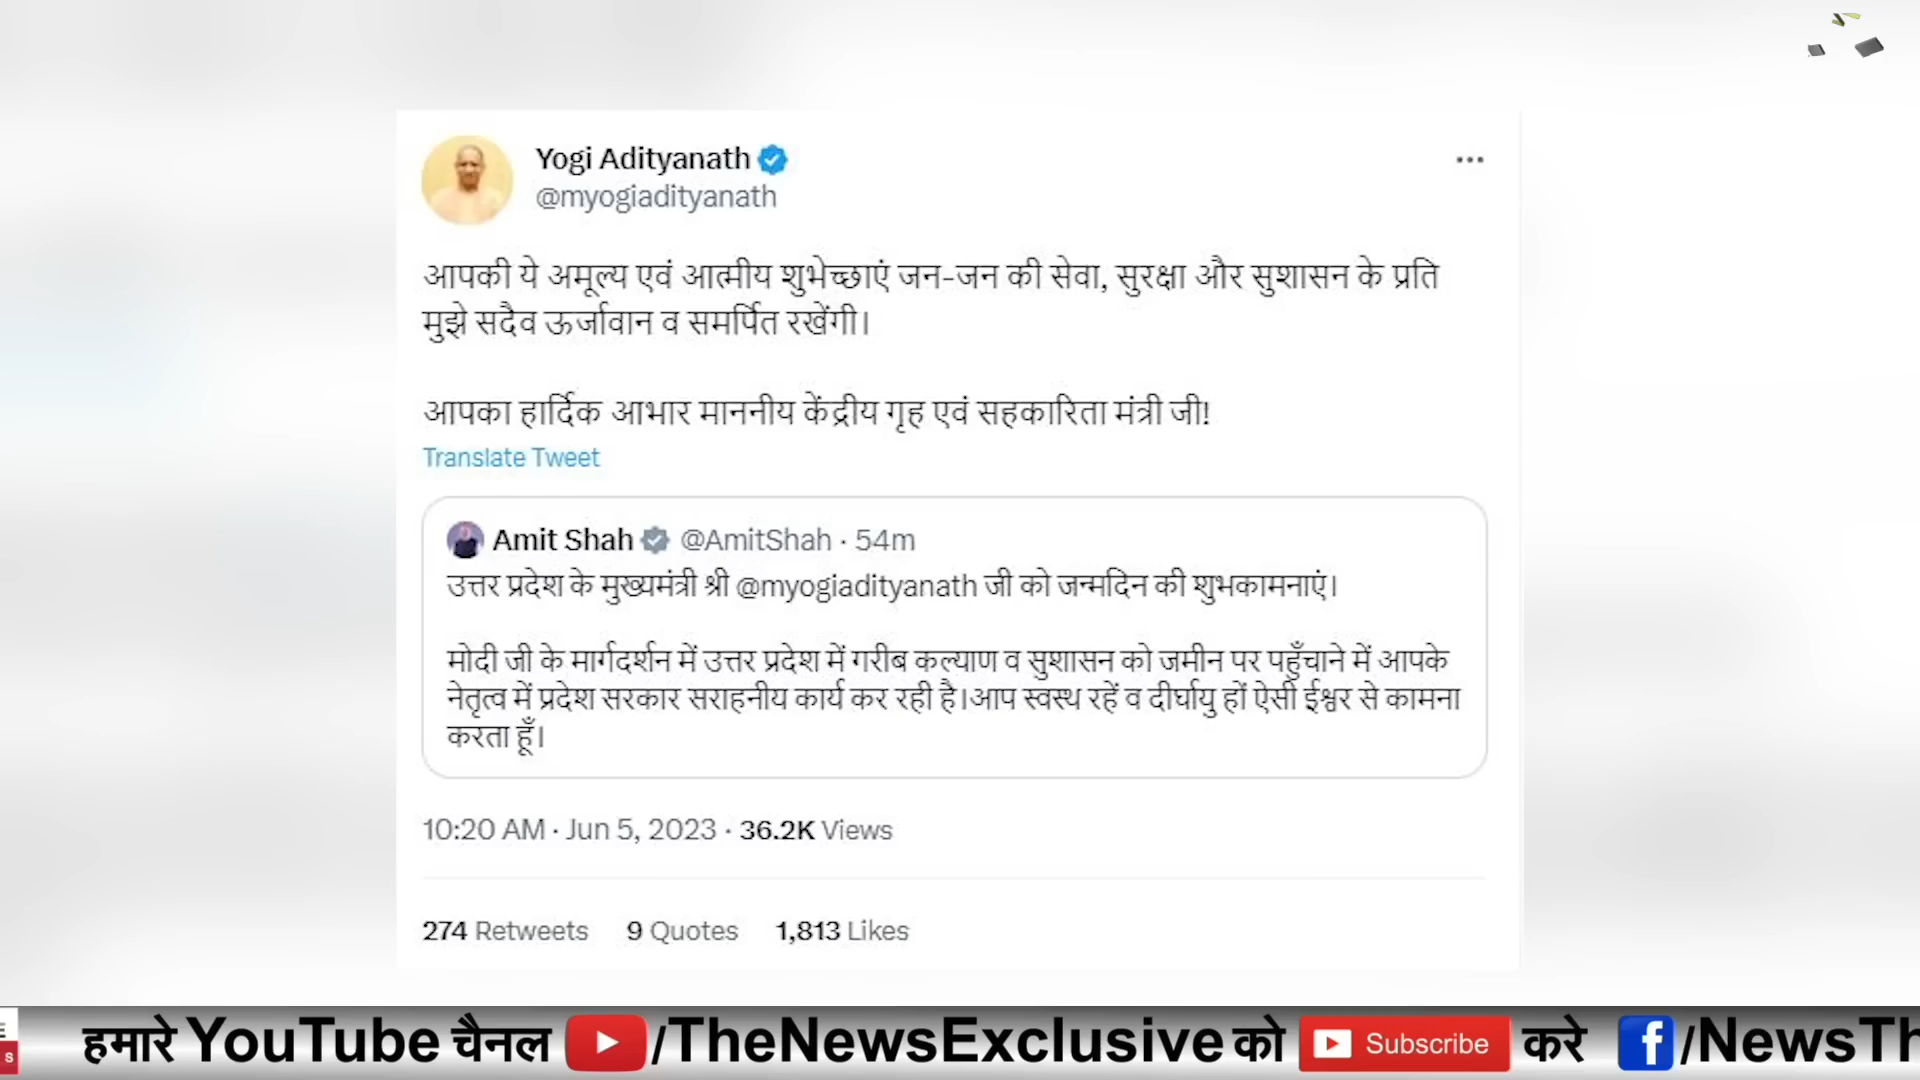 Yogi Adityanath
@myogiadityanath
आपकी ये अमूल्य एवं आत्मीय शुभेच्छाएं जन-जन की सेवा, सुरक्षा और सुशासन के प्रति
मुझे सदैव ऊर्जावान व समर्पित रखेंगी।
आपका हार्दिक आभार माननीय केंद्रीय गृह एवं सहकारिता मंत्री जी!
Translate Tweet
Amit Shah @AmitShah · 54m
उत्तर प्रदेश के मुख्यमंत्री श्री @myogiadityanath जी को जन्मदिन की शुभकामनाएं।
मोदी जी के मार्गदर्शन में उत्तर प्रदेश में गरीब कल्याण व सुशासन को जमीन पर पहुँचाने में आपके
नेतृत्व में प्रदेश सरकार सराहनीय कार्य कर रही है।आप स्वस्थ रहें व दीर्घायु हों ऐसी ईश्वर से कामना
करता हूँ।
10:20 AM · Jun 5, 2023 · 36.2K Views
274 Retweets 9 Quotes 1,813 Likes
हमारे YouTube चैनल /TheNewsExclusive को Subscribe करे f /NewsTh